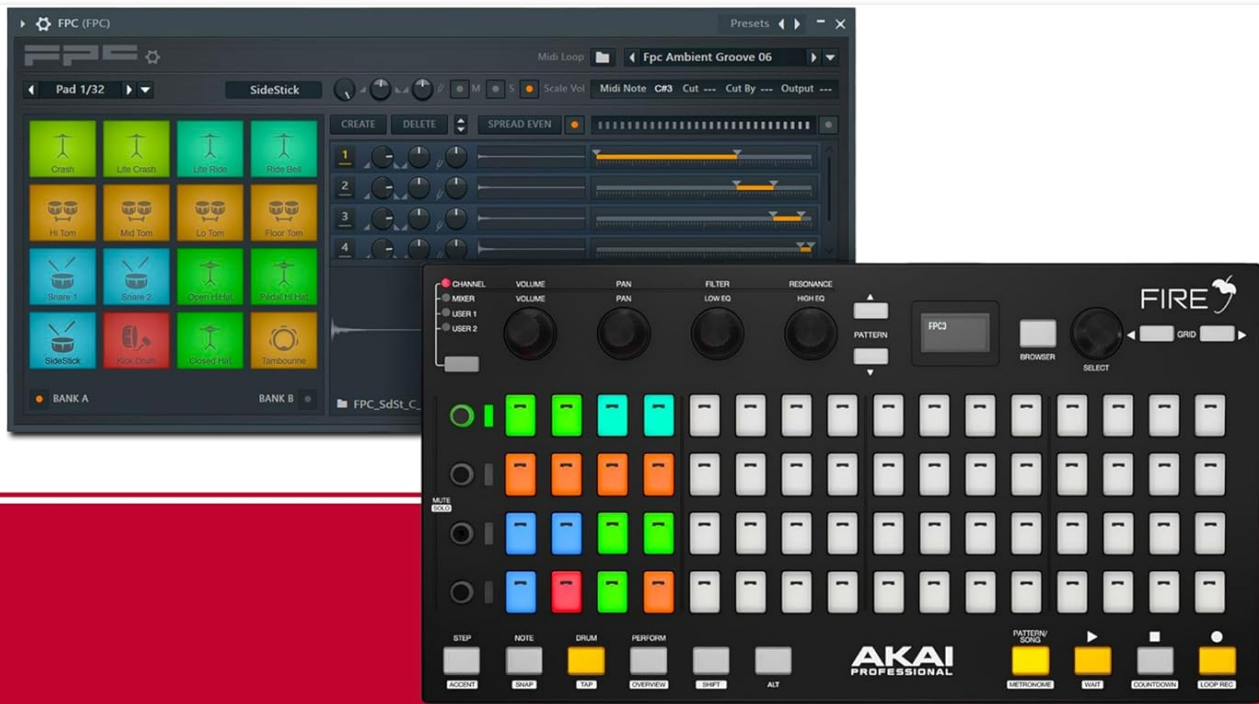 FPC (FPC)
Presets
Midi Loop
Fpc Ambient Groove 06
Pad 1/32
SideStick
M
S
Scale Vol
Midi Note C#3 Cut --- Cut By --- Output ---
CREATE
DELETE
SPREAD EVEN
Crash
Lite Crash
Lite Ride
Ride Bell
Hi Tom
Mid Tom
Lo Tom
Floor Tom
Snare 1
Snare 2
Open HiHat
Pedal Hi Hat
SideStick
Kick Drum
Closed Hat
Tambourine
1
2
3
4
BANK A
BANK B
FPC_SdSt_C_
CHANNEL
MIXER
USER 1
USER 2
VOLUME
PAN
FILTER
RESONANCE
VOLUME
PAN
LOW EQ
HIGH EQ
PATTERN
FPC3
BROWSER
SELECT
FIRE
GRID
MUTE
SOLO
STEP
NOTE
DRUM
PERFORM
ACCENT
SNAP
TAP
OVERVIEW
SHIFT
ALT
AKAI
PROFESSIONAL
PATTERN/
SONG
METRONOME
WAIT
COUNTDOWN
LOOP REC